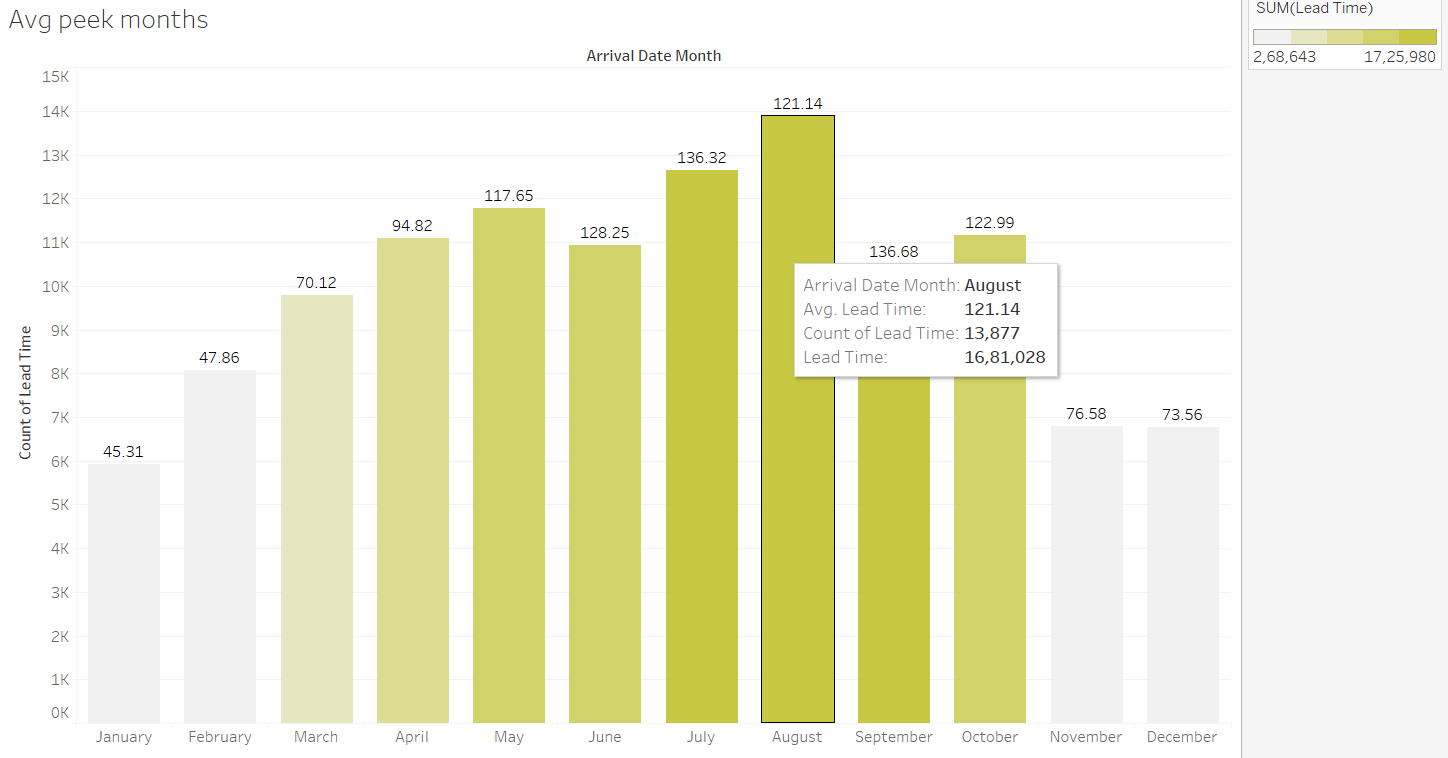 Avg peek months
SUM(Lead Time)
2,68,643 17,25,980
Arrival Date Month
Count of Lead Time
15K
14K
13K
12K
11K
10K
9K
8K
7K
6K
5K
4K
3K
2K
1K
0K
45.31
47.86
70.12
94.82
117.65
128.25
136.32
121.14
136.68
122.99
76.58
73.56
Arrival Date Month: August
Avg. Lead Time: 121.14
Count of Lead Time: 13,877
Lead Time: 16,81,028
January February March April May June July August September October November December